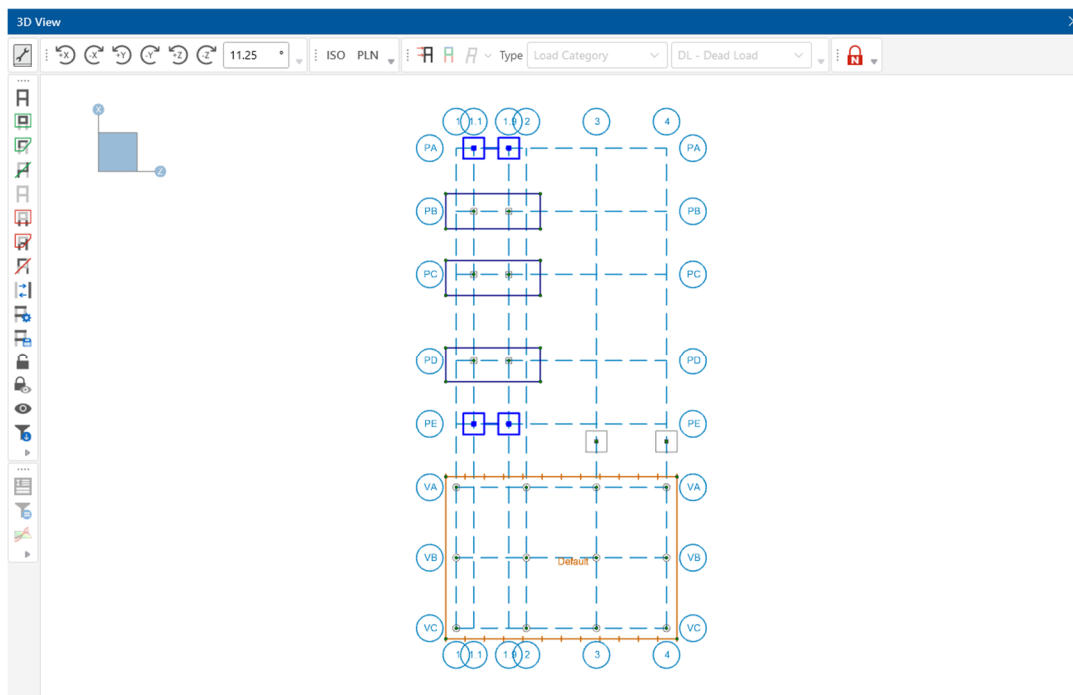 3D View
+X -X +Y -Y +Z -Z 11.25 ° ISO PLN Type Load Category DL - Dead Load N
X
Z
1 1.1 1.9 2 3 4
PA PA
PB PB
PC PC
PD PD
PE PE
VA VA
VB Default VB
VC VC
1 1.1 1.9 2 3 4